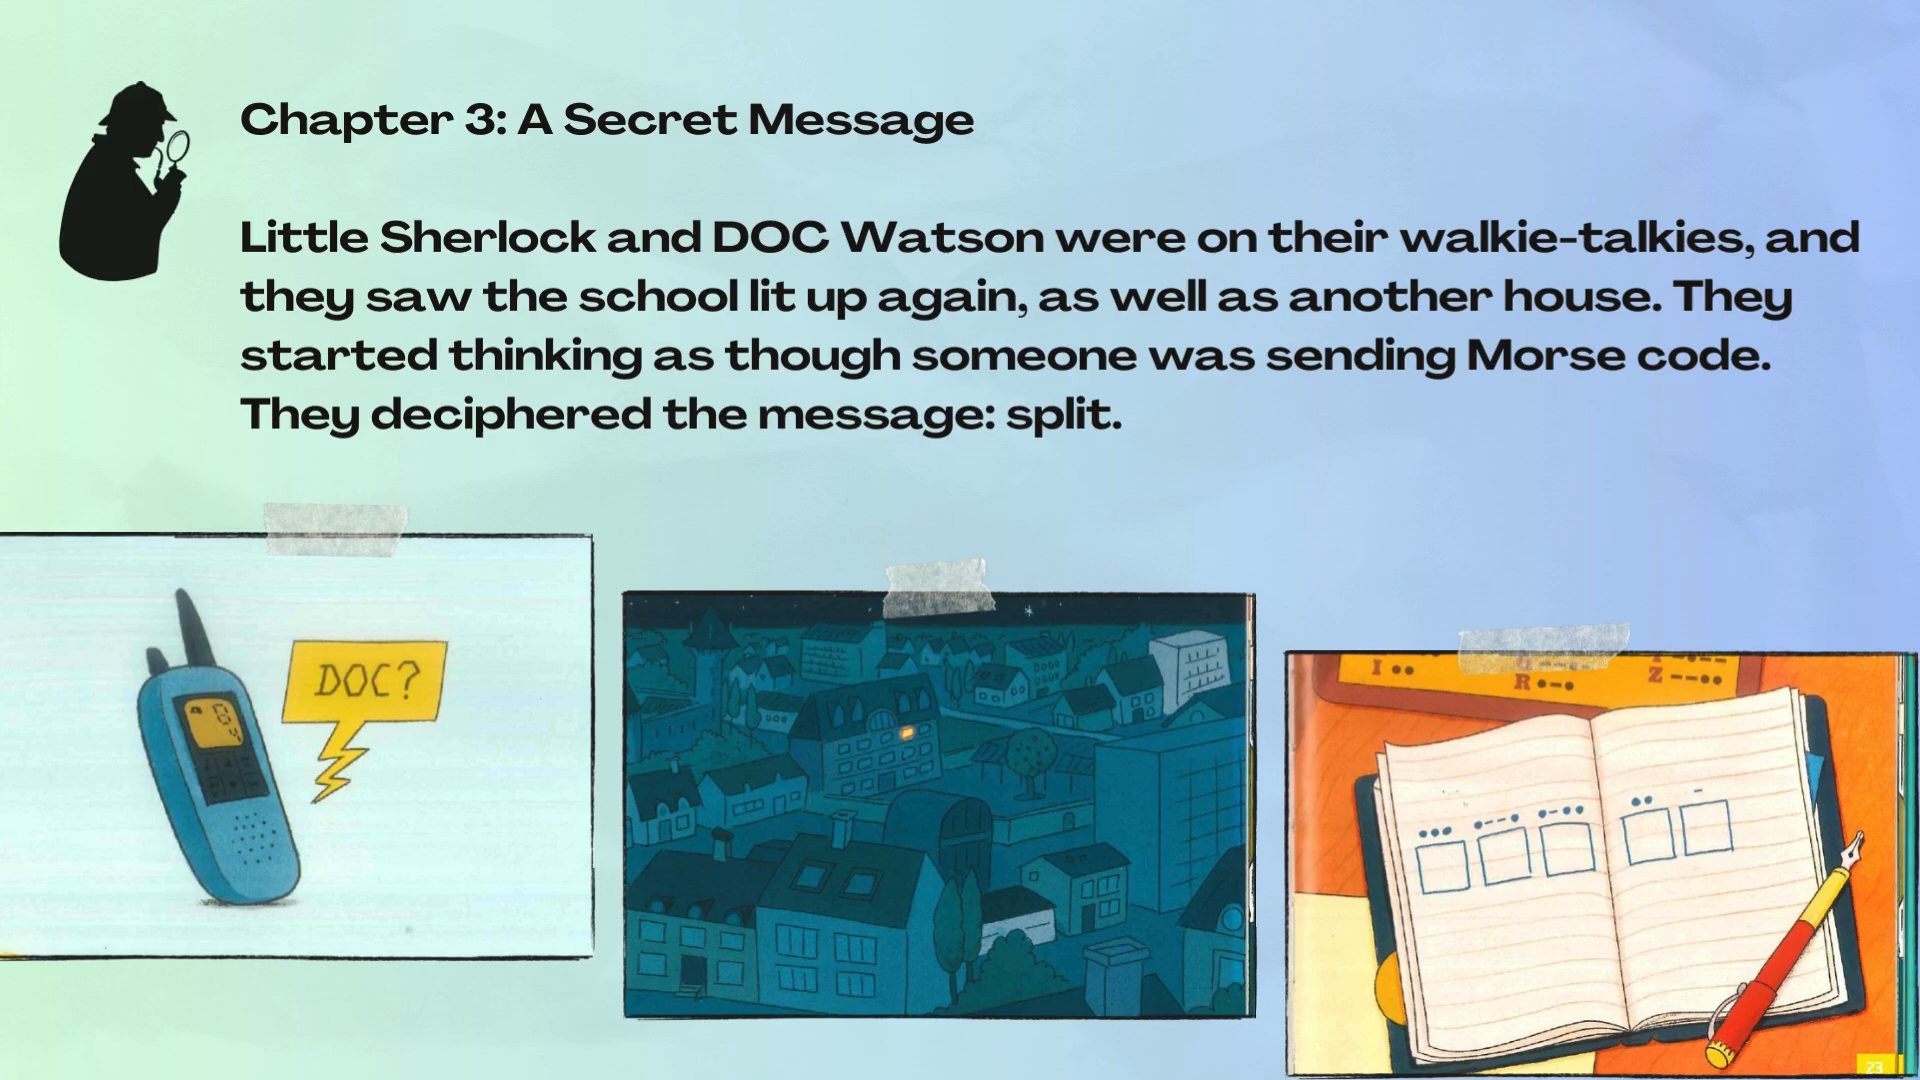 Chapter 3: A Secret Message
Little Sherlock and DOC Watson were on their walkie-talkies, and
they saw the school lit up again, as well as another house. They
started thinking as though someone was sending Morse code.
They deciphered the message: split.
DOC?
I ●●
R ●–●
Z ––●●
●●● ●––● ●–●● ●● –
23